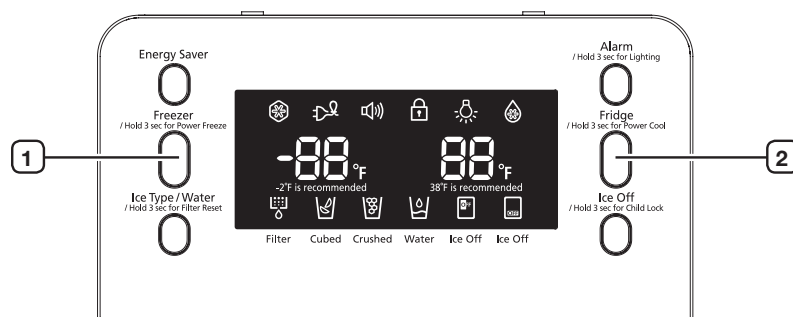 Energy Saver
Alarm
/ Hold 3 sec for Lighting
Freezer
/ Hold 3 sec for Power Freeze
Fridge
/ Hold 3 sec for Power Cool
1
2
-88°F
88°F
-2°F is recommended
38°F is recommended
Ice Type / Water
/ Hold 3 sec for Filter Reset
Ice Off
/ Hold 3 sec for Child Lock
OFF
OFF
Filter Cubed Crushed Water Ice Off Ice Off